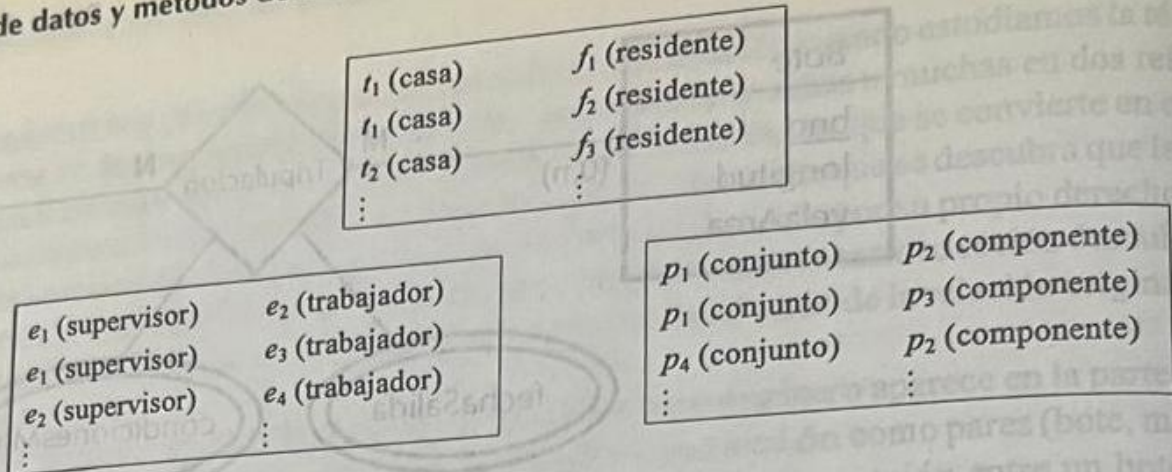 de datos y métodos
t₁ (casa) f₁ (residente)
t₁ (casa) f₂ (residente)
t₂ (casa) f₃ (residente)
⋮ ⋮
e₁ (supervisor) e₂ (trabajador)
e₁ (supervisor) e₃ (trabajador)
e₂ (supervisor) e₄ (trabajador)
⋮ ⋮
p₁ (conjunto) p₂ (componente)
p₁ (conjunto) p₃ (componente)
p₄ (conjunto) p₂ (componente)
⋮ ⋮